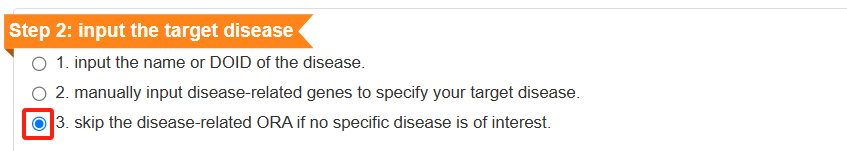 Step 2: input the target disease
1. input the name or DOID of the disease.
2. manually input disease-related genes to specify your target disease.
3. skip the disease-related ORA if no specific disease is of interest.